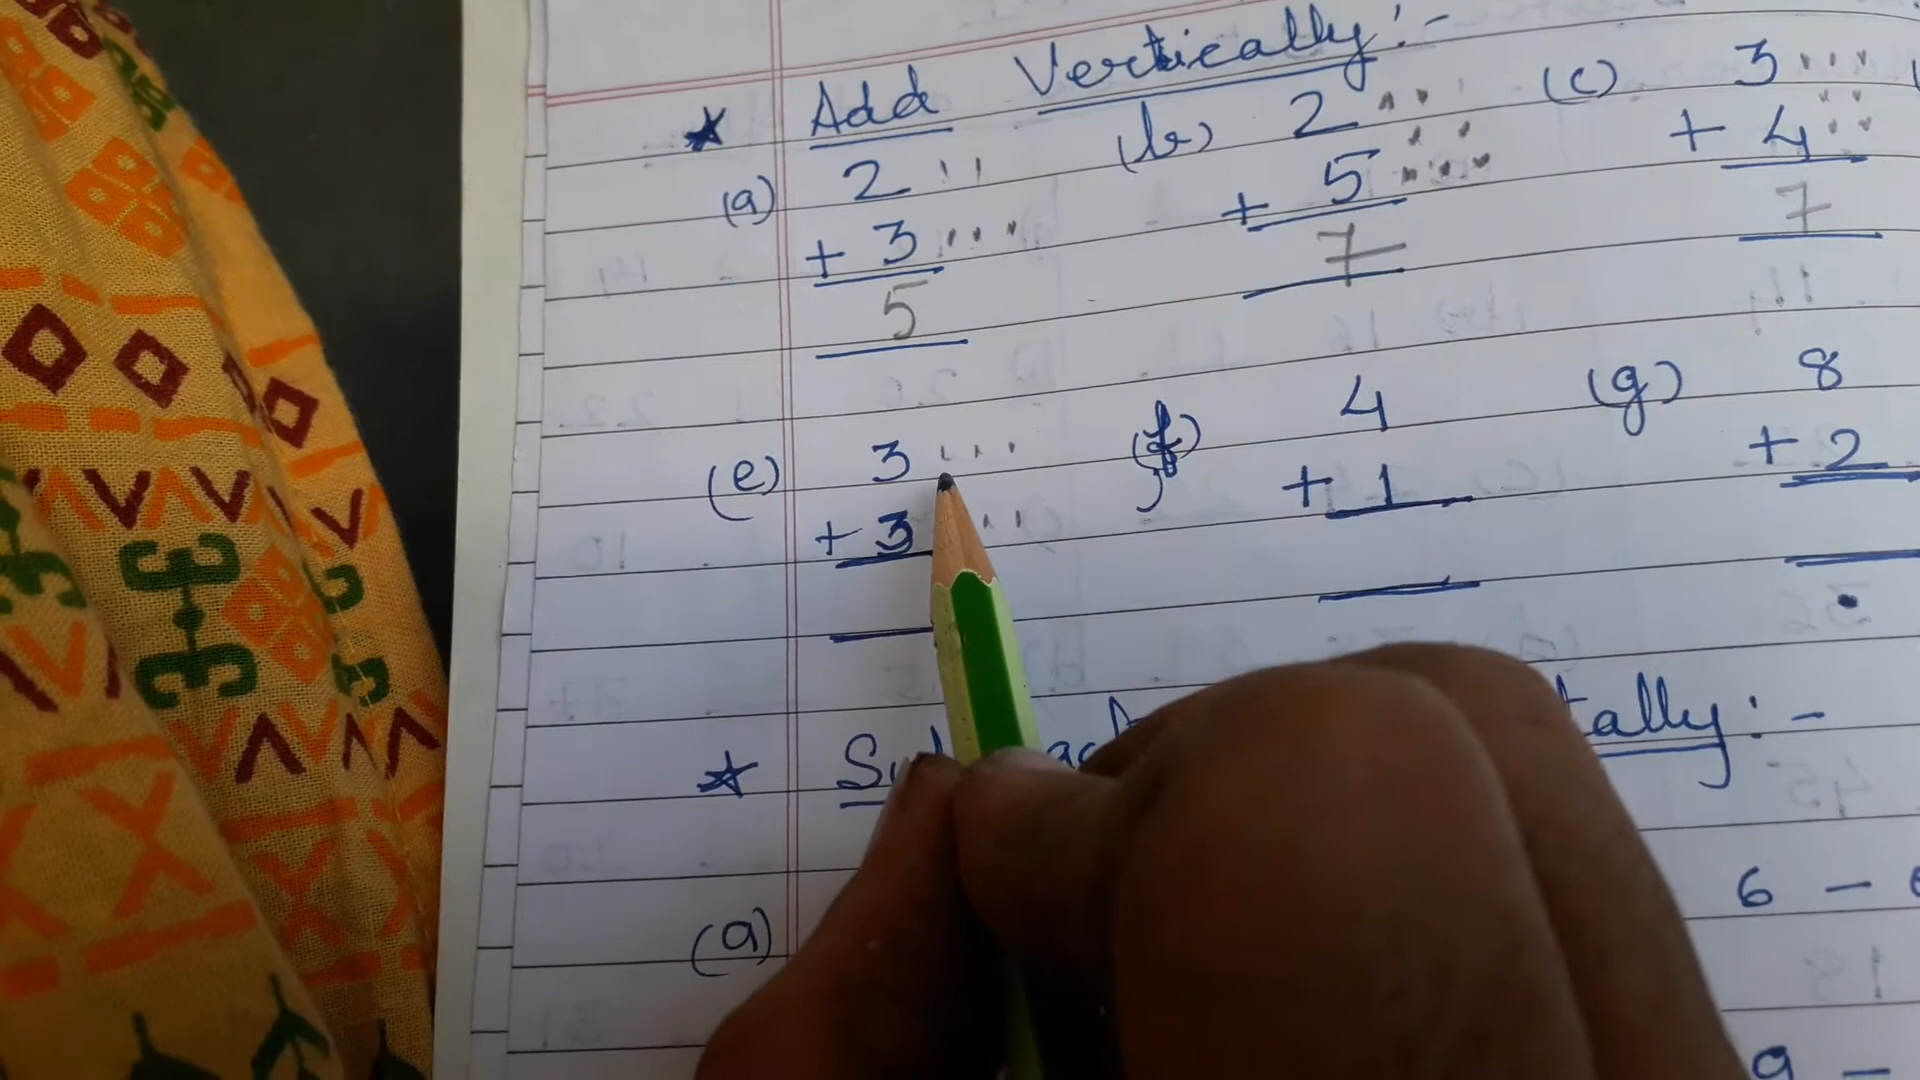 ★ Add Vertically :-
(a) 2 (b) 2 (c) 3
+ 3 + 5 + 4
5 7 7
(e) 3 (f) 4 (g) 8
+ 3 + 1 + 2
★
(a) 6 -
9 -